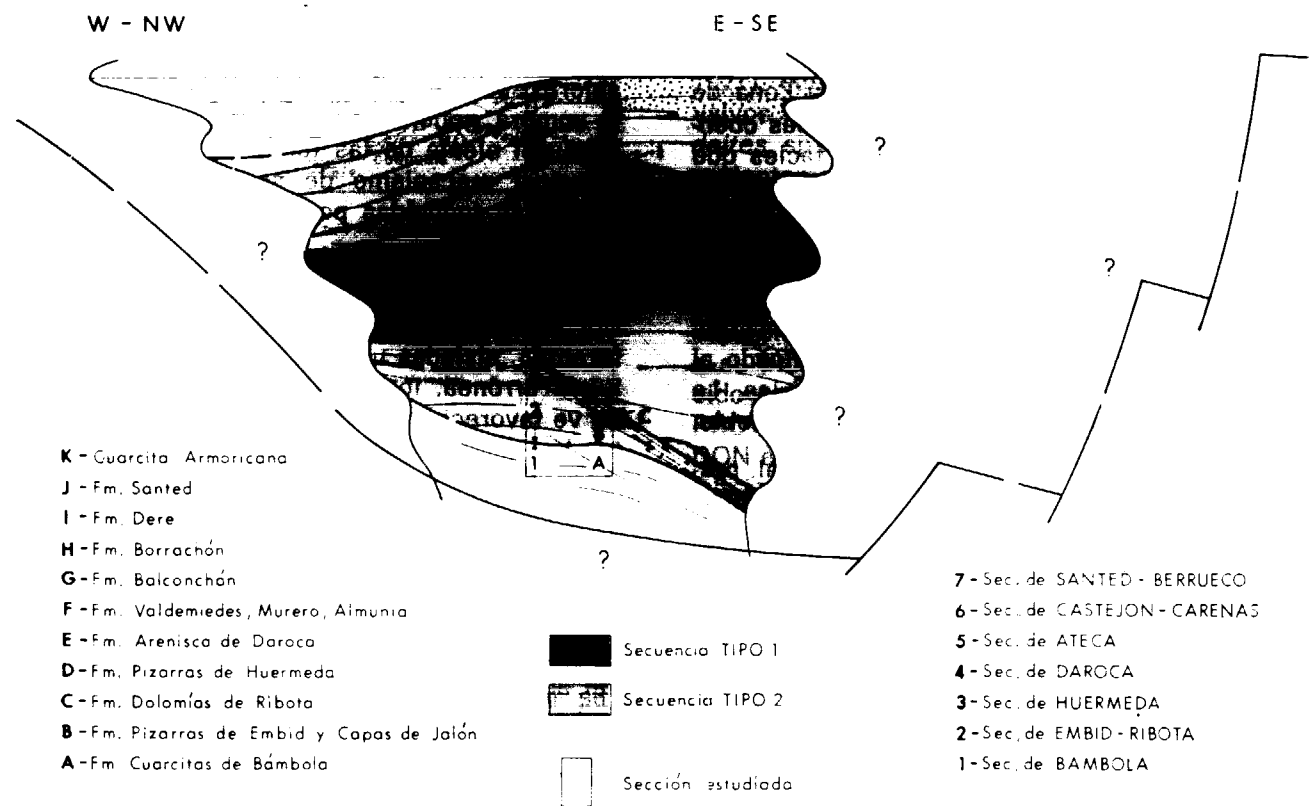 W - NW
E - SE
?
?
?
?
?
1 A
K - Cuarcita Armoricana
J - Fm. Santed
I - Fm. Dere
H - Fm. Borrachón
G - Fm. Balconchán
F - Fm. Valdemiedes, Murero, Almunia
E - Fm. Arenisca de Daroca
D - Fm. Pizarras de Huermeda
C - Fm. Dolomías de Ribota
B - Fm. Pizarras de Embid y Capas de Jalón
A - Fm Cuarcitas de Bámbola
Secuencia TIPO 1
Secuencia TIPO 2
Sección estudiada
7 - Sec. de SANTED - BERRUECO
6 - Sec. de CASTEJON - CARENAS
5 - Sec. de ATECA
4 - Sec. de DAROCA
3 - Sec. de HUERMEDA
2 - Sec. de EMBID - RIBOTA
1 - Sec. de BAMBOLA